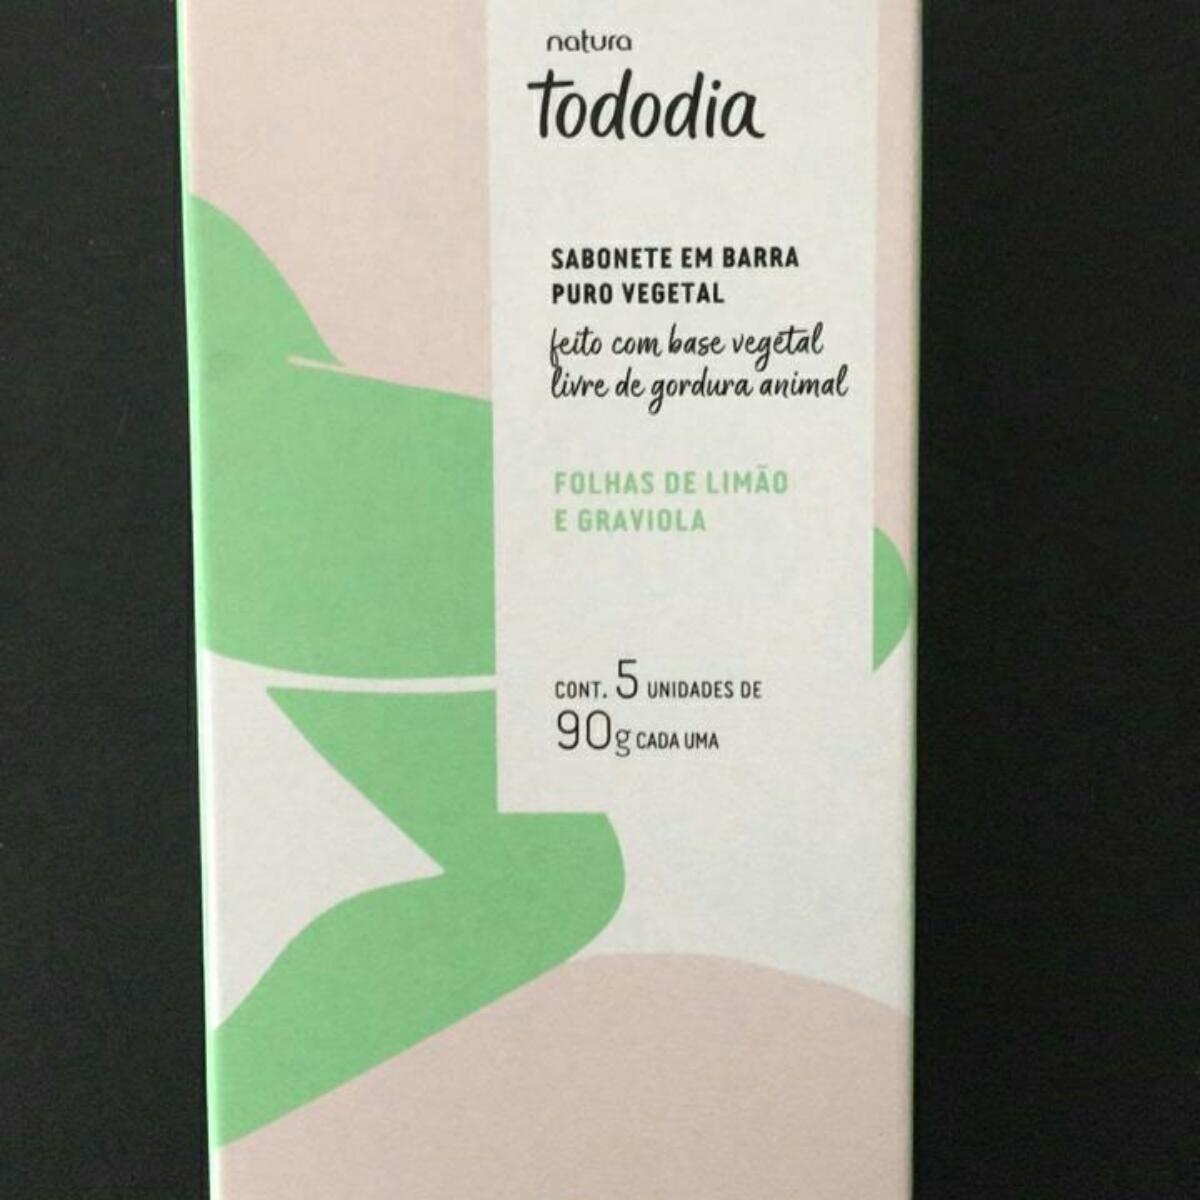 natura
Tododia
SABONETE EM BARRA
PURO VEGETAL
feito com base vegetal
livre de gordura animal
FOLHAS DE LIMÃO
E GRAVIOLA
CONT. 5 UNIDADES DE
90g CADA UMA